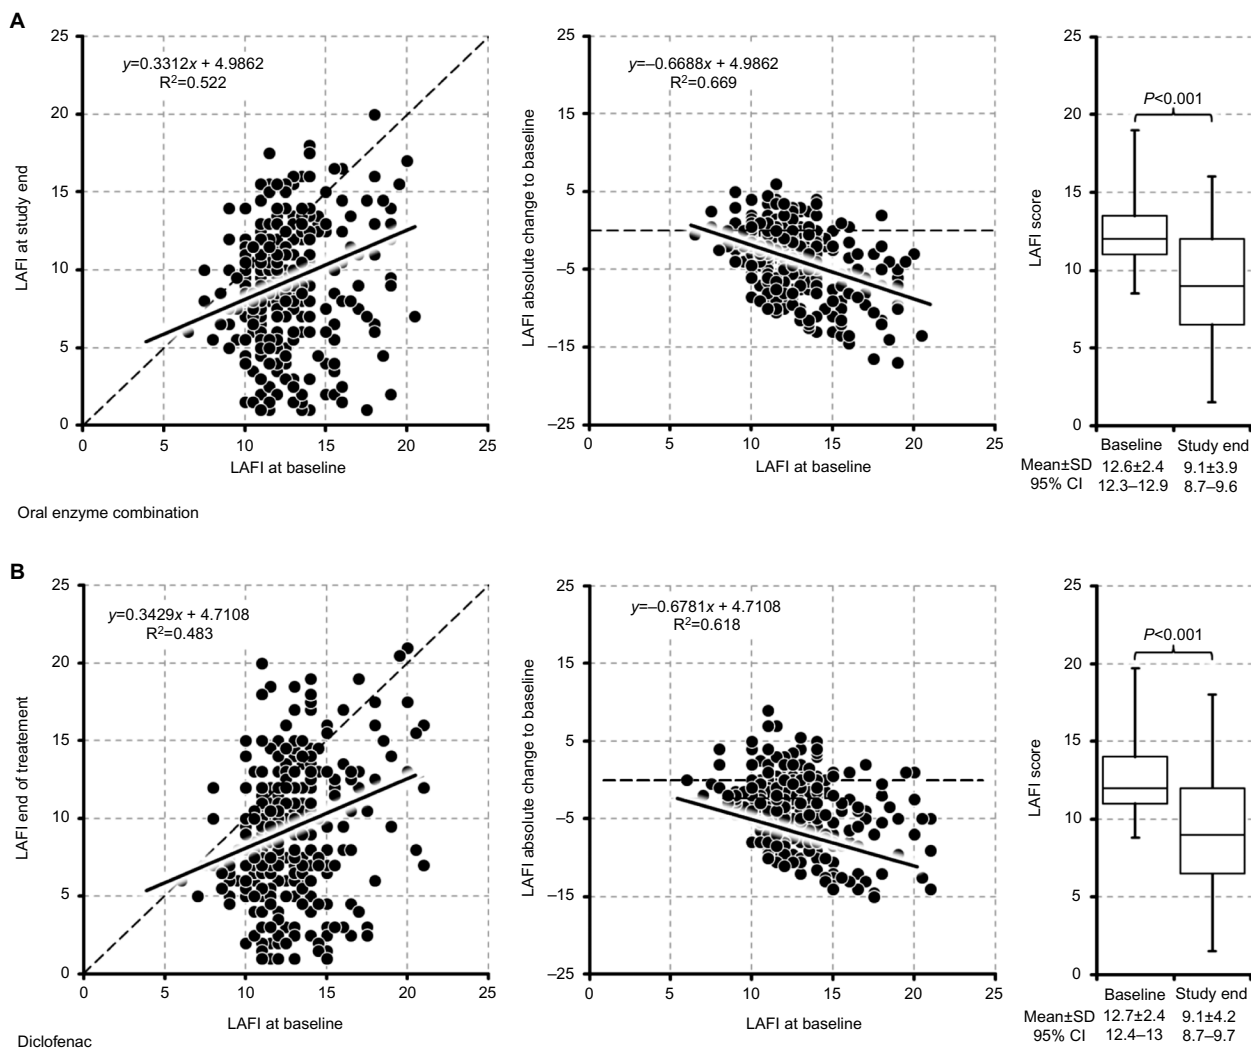 A
25
20
15
10
5
0
0
5
10
15
20
25
y=0.3312x + 4.9862
R²=0.522
LAFI at study end
LAFI at baseline
25
15
5
–5
–15
–25
0
5
10
15
20
25
y=–0.6688x + 4.9862
R²=0.669
LAFI absolute change to baseline
LAFI at baseline
25
20
15
10
5
0
P<0.001
LAFI score
Baseline Study end
Mean±SD 12.6±2.4 9.1±3.9
95% CI 12.3–12.9 8.7–9.6
Oral enzyme combination
B
25
20
15
10
5
0
0
5
10
15
20
25
y=0.3429x + 4.7108
R²=0.483
LAFI end of treatement
LAFI at baseline
25
15
5
–5
–15
–25
0
5
10
15
20
25
y=–0.6781x + 4.7108
R²=0.618
LAFI absolute change to baseline
LAFI at baseline
25
20
15
10
5
0
P<0.001
LAFI score
Baseline Study end
Mean±SD 12.7±2.4 9.1±4.2
95% CI 12.4–13 8.7–9.7
Diclofenac